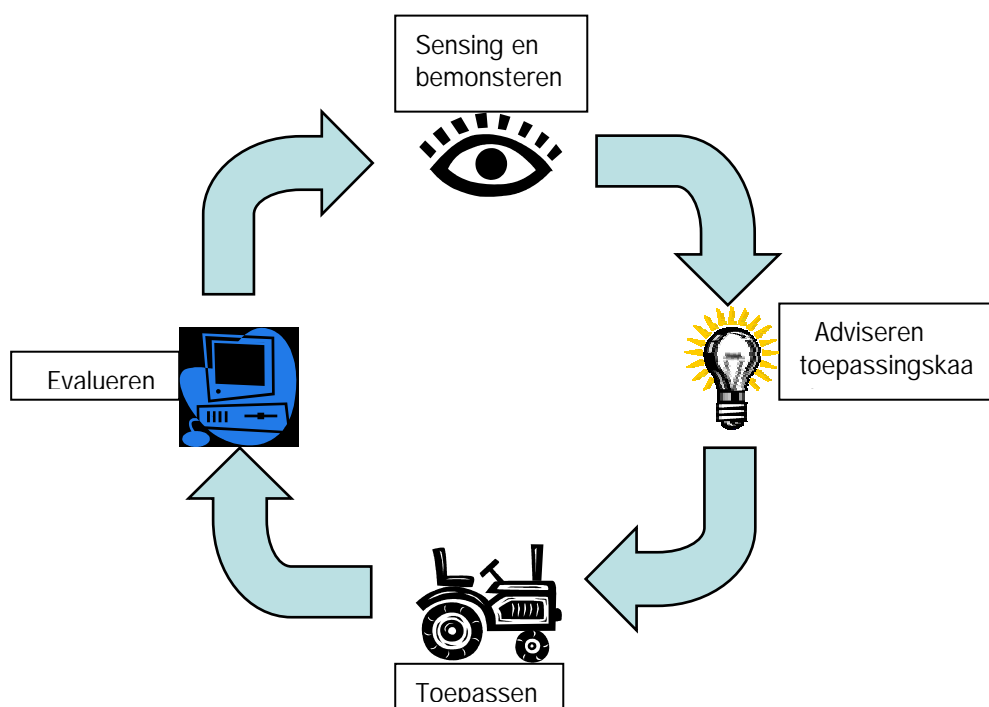 Sensing en
bemonsteren
Adviseren
toepassingskaa
Evalueren
Toepassen